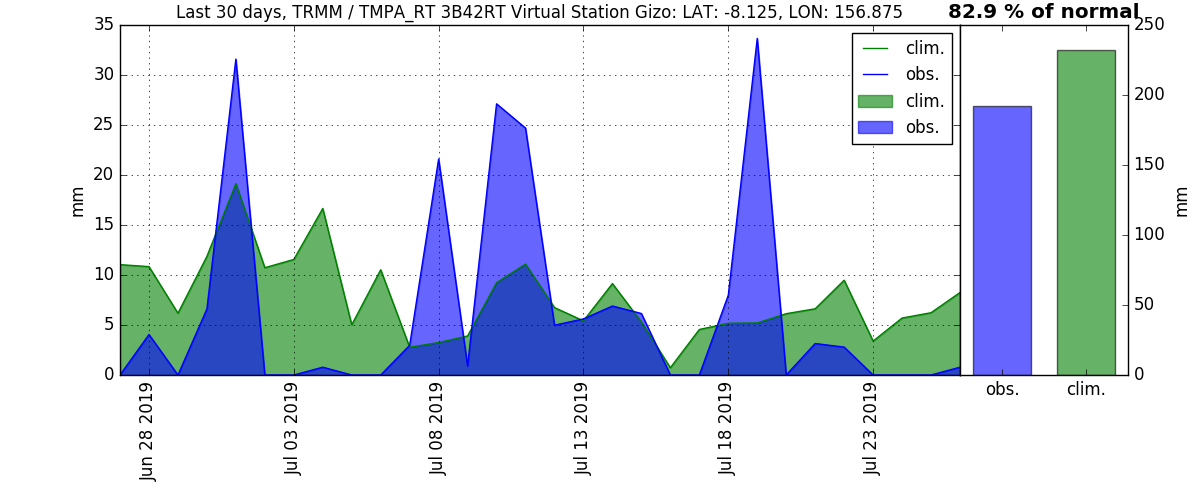 Last 30 days, TRMM / TMPA_RT 3B42RT Virtual Station Gizo: LAT: -8.125, LON: 156.875
82.9 % of normal
35
30
25
20
15
10
5
0
mm
clim.
obs.
clim.
obs.
Jun 28 2019
Jul 03 2019
Jul 08 2019
Jul 13 2019
Jul 18 2019
Jul 23 2019
250
200
150
100
50
0
mm
obs.
clim.